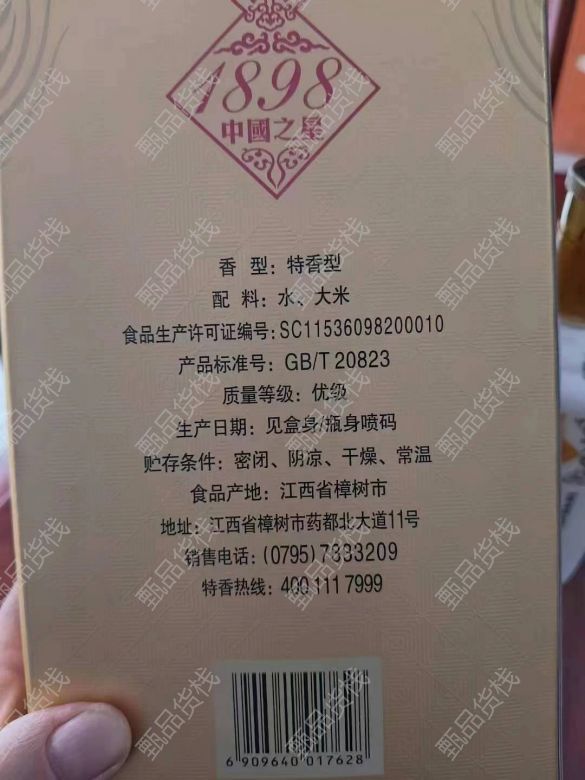 1898
中國之星
香 型：特香型
配 料：水、大米
食品生产许可证编号：SC11536098200010
产品标准号：GB/T 20823
质量等级：优级
生产日期：见盒身/瓶身喷码
贮存条件：密闭、阴凉、干燥、常温
食品产地：江西省樟树市
地址：江西省樟树市药都北大道11号
销售电话：(0795)7333209
特香热线：400 111 7999
6 909640 017628
甄品货栈